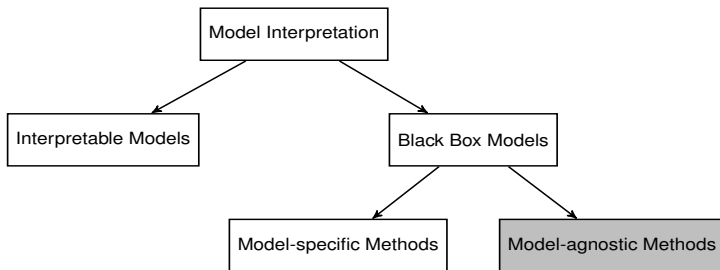 Model Interpretation
Interpretable Models
Black Box Models
Model-specific Methods
Model-agnostic Methods